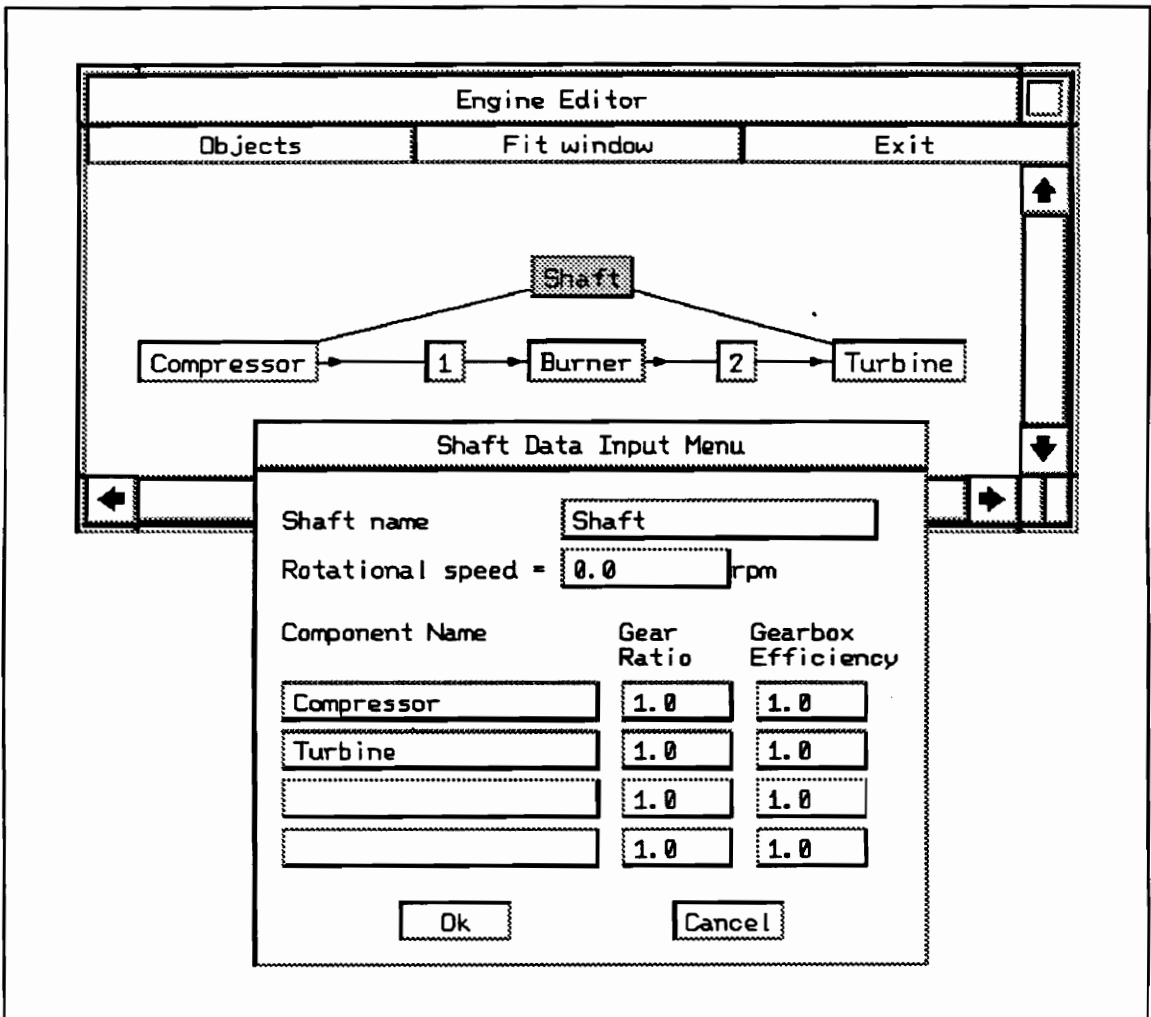 Engine Editor
Objects Fit window Exit
Shaft
Compressor 1 Burner 2 Turbine
Shaft Data Input Menu
Shaft name Shaft
Rotational speed = 0.0 rpm
Component Name Gear Ratio Gearbox Efficiency
Compressor 1.0 1.0
Turbine 1.0 1.0
1.0 1.0
1.0 1.0
Ok Cancel